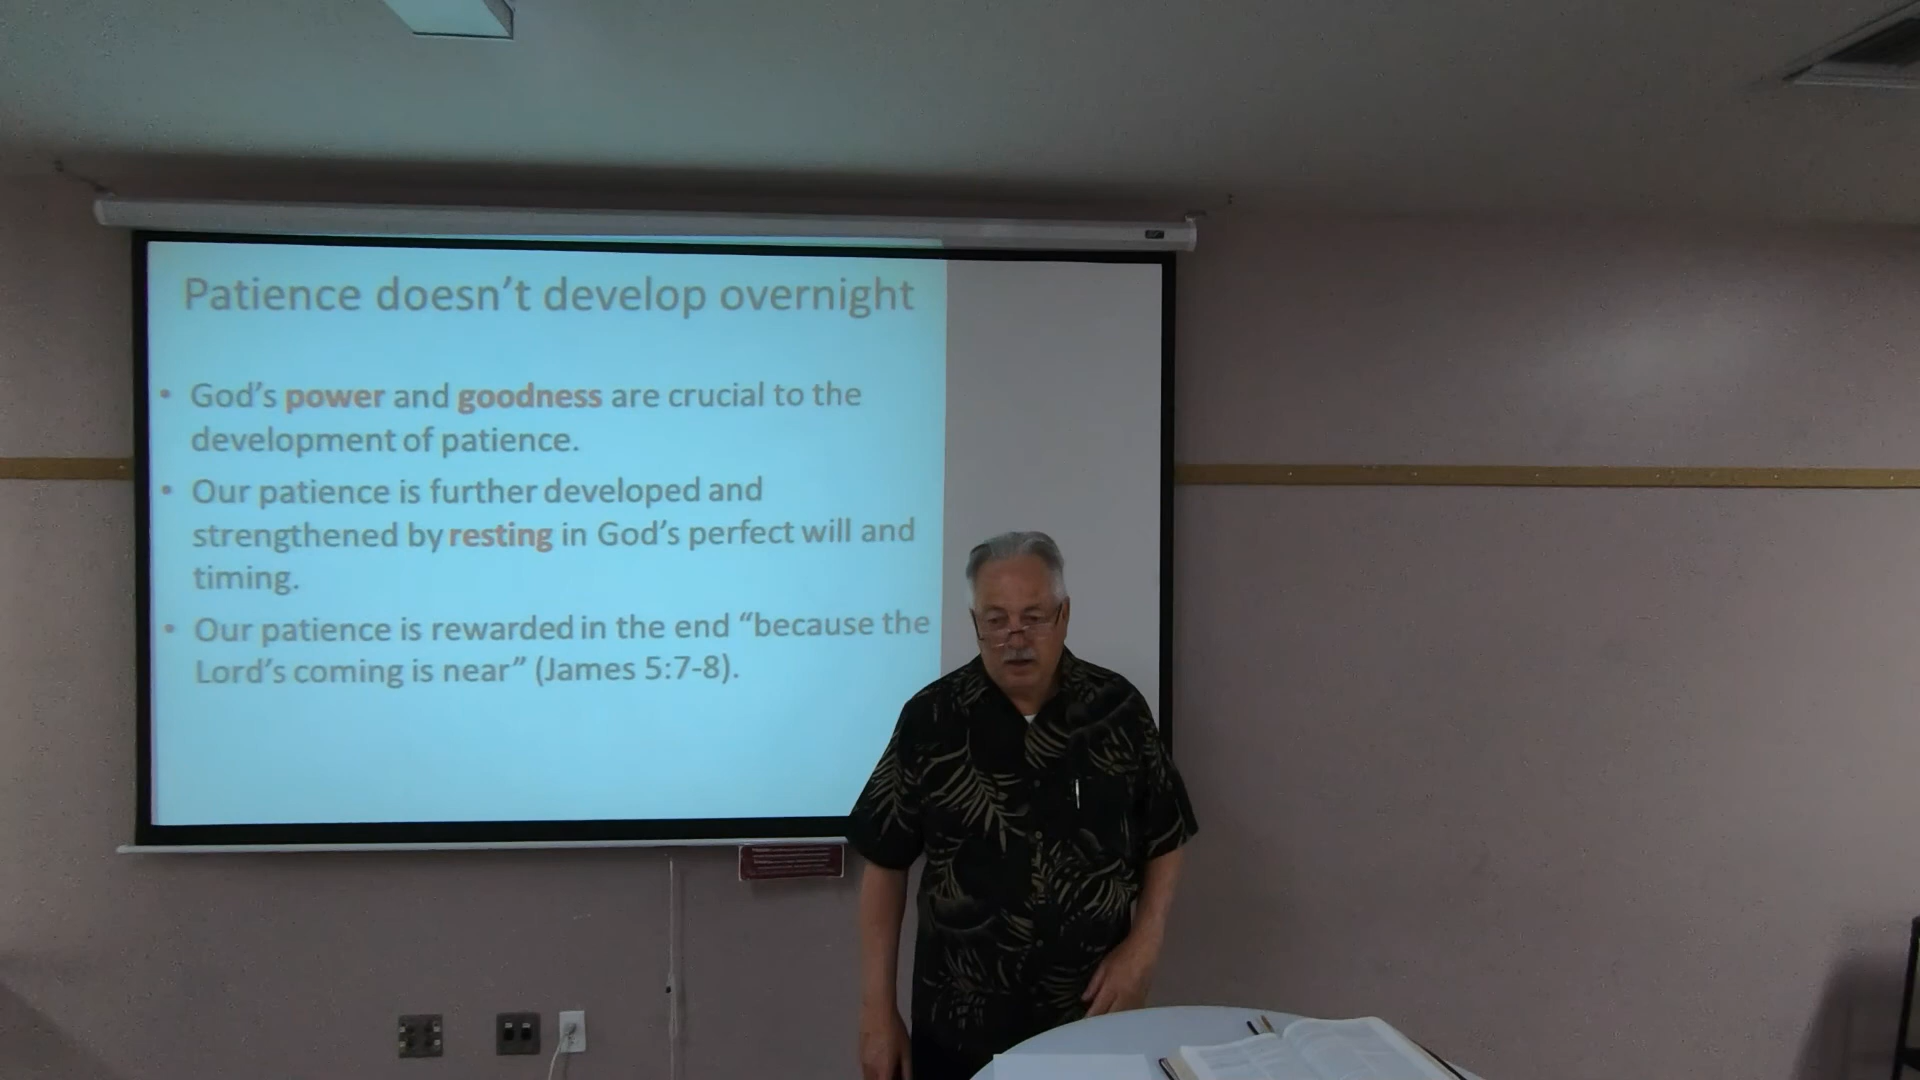 Patience doesn't develop overnight
• God's power and goodness are crucial to the
development of patience.
• Our patience is further developed and
strengthened by resting in God's perfect will and
timing.
• Our patience is rewarded in the end “because the
Lord's coming is near” (James 5:7-8).